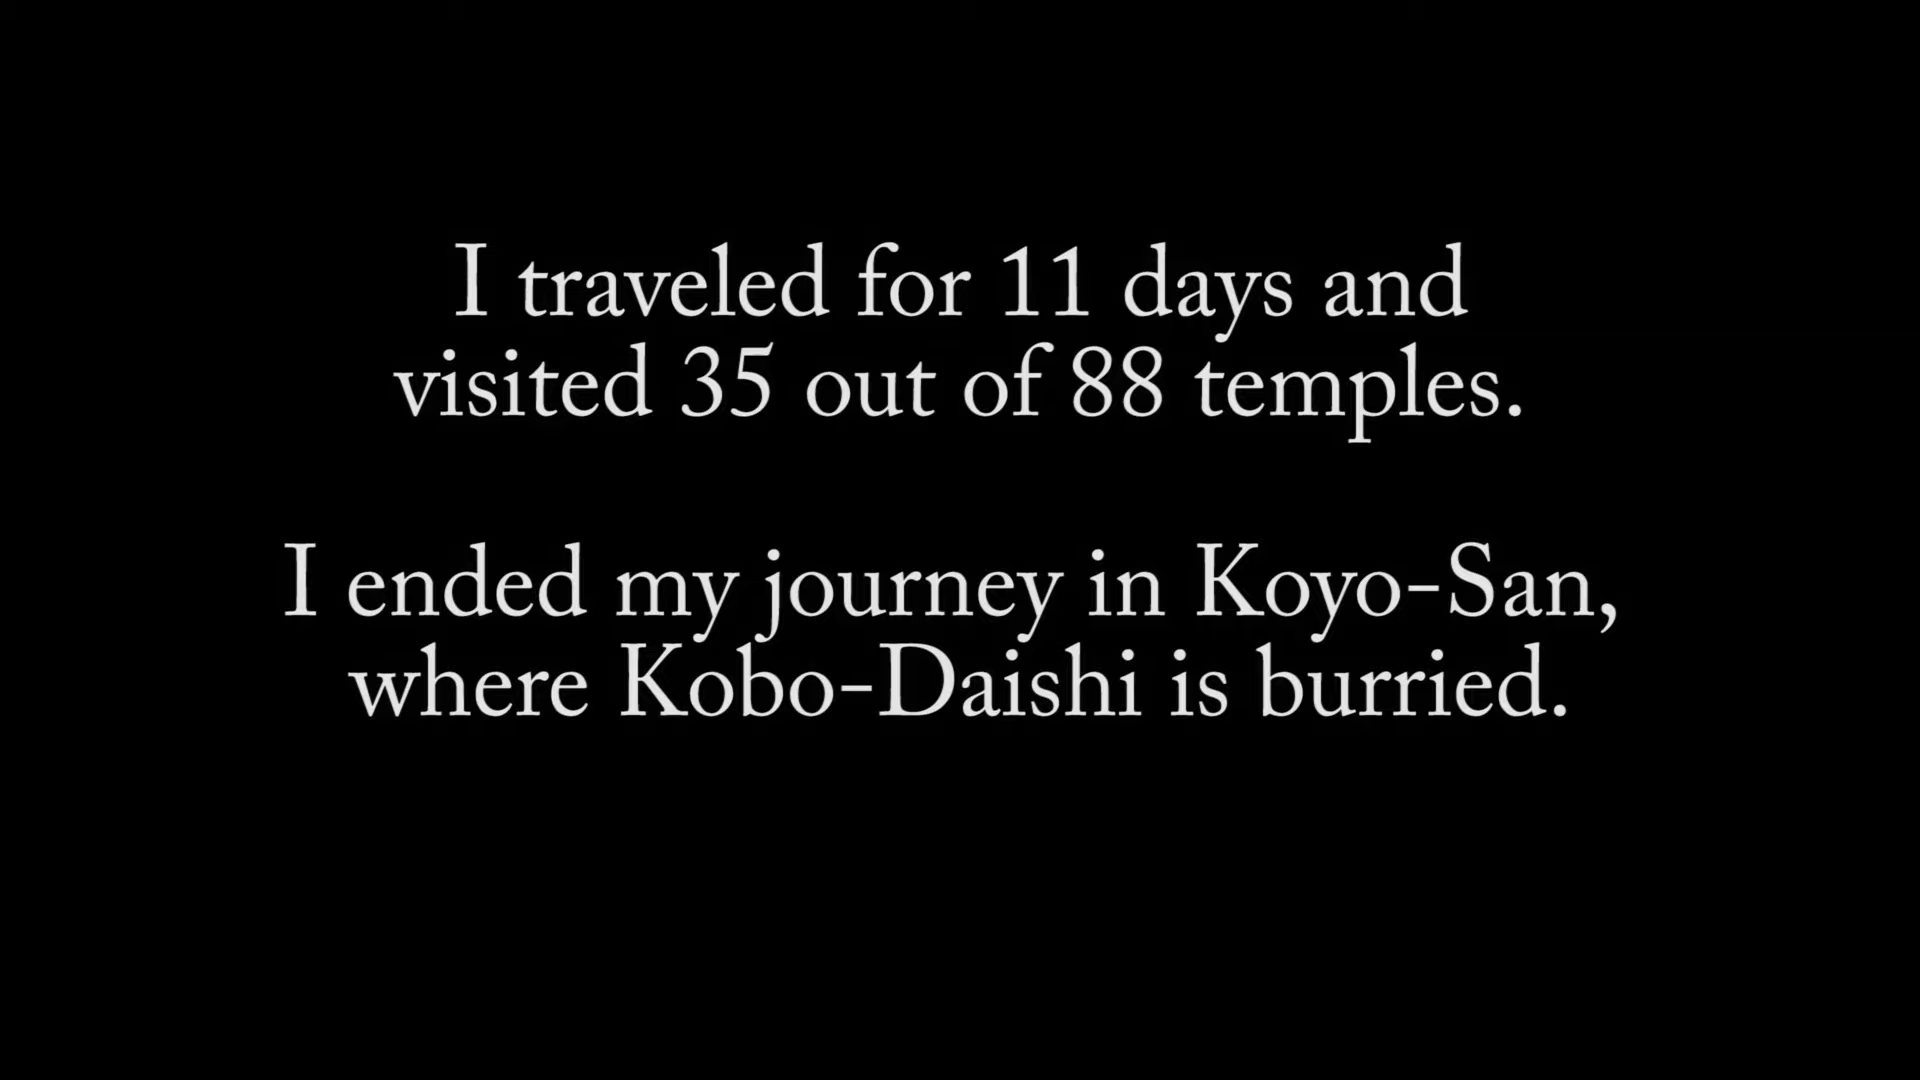 I traveled for 11 days and
visited 35 out of 88 temples.
I ended my journey in Koyo-San,
where Kobo-Daishi is burried.